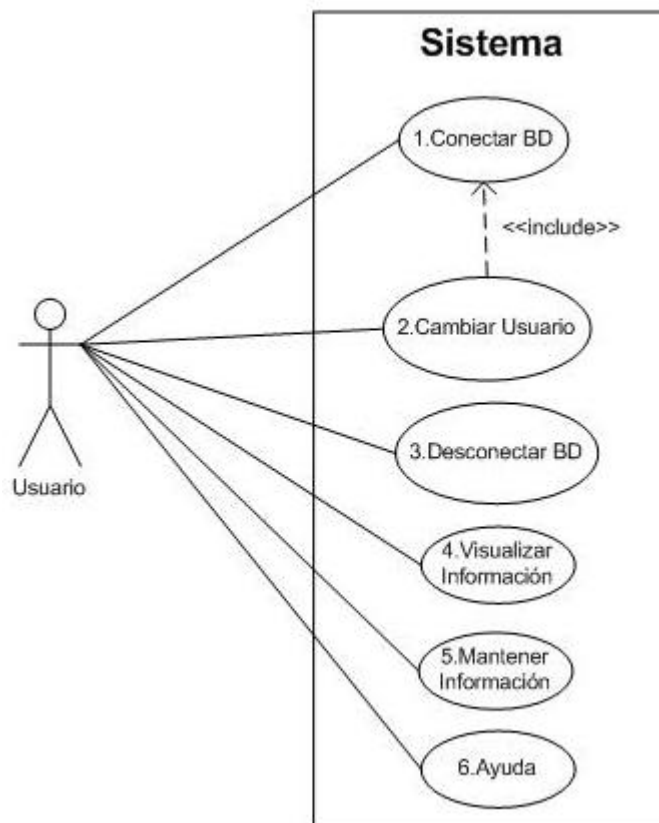 Sistema
1.Conectar BD
<<include>>
2.Cambiar Usuario
3.Desconectar BD
Usuario
4.Visualizar
Información
5.Mantener
Información
6.Ayuda